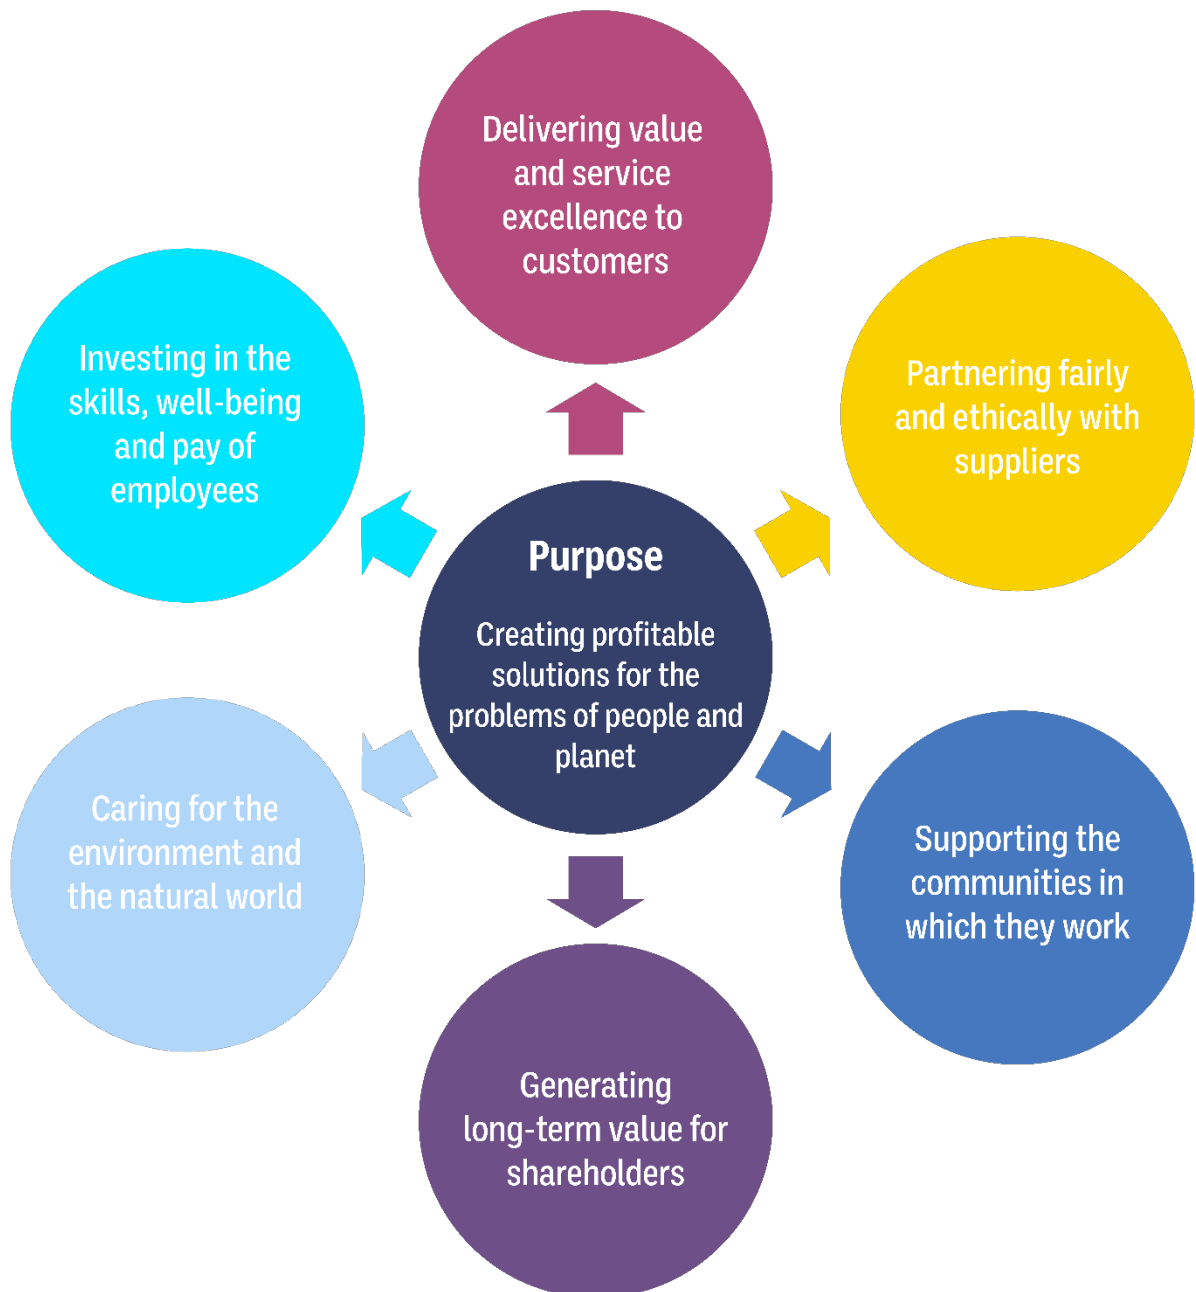 Delivering value
and service
excellence to
customers
Investing in the
skills, well-being
and pay of
employees
Partnering fairly
and ethically with
suppliers
Purpose
Creating profitable
solutions for the
problems of people and
planet
Caring for the
environment and
the natural world
Supporting the
communities in
which they work
Generating
long-term value for
shareholders